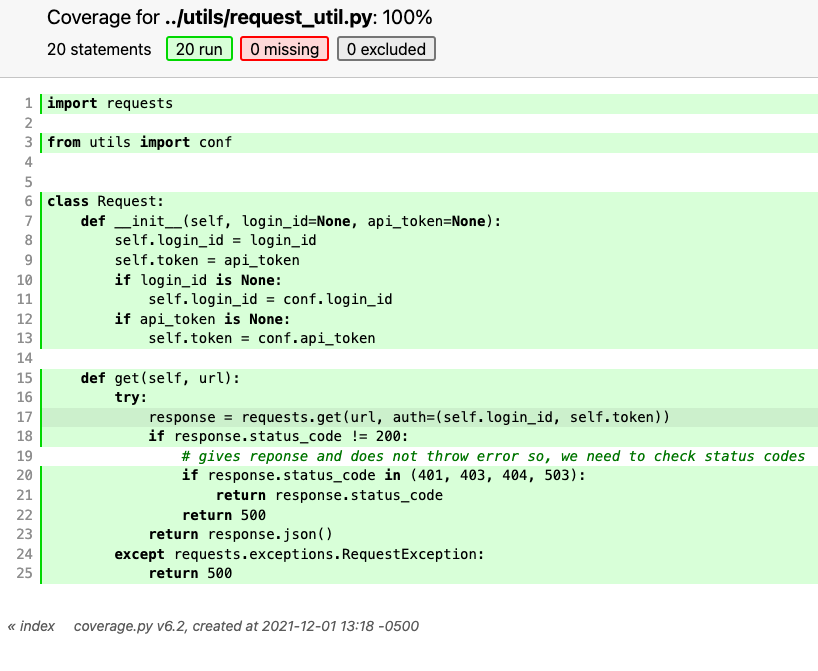 Coverage for ../utils/request_util.py: 100%
20 statements 20 run 0 missing 0 excluded
1 import requests
2
3 from utils import conf
4
5
6 class Request:
7     def __init__(self, login_id=None, api_token=None):
8         self.login_id = login_id
9         self.token = api_token
10         if login_id is None:
11             self.login_id = conf.login_id
12         if api_token is None:
13             self.token = conf.api_token
14
15     def get(self, url):
16         try:
17             response = requests.get(url, auth=(self.login_id, self.token))
18             if response.status_code != 200:
19                 # gives reponse and does not throw error so, we need to check status codes
20                 if response.status_code in (401, 403, 404, 503):
21                     return response.status_code
22                 return 500
23             return response.json()
24         except requests.exceptions.RequestException:
25             return 500
« index coverage.py v6.2, created at 2021-12-01 13:18 -0500